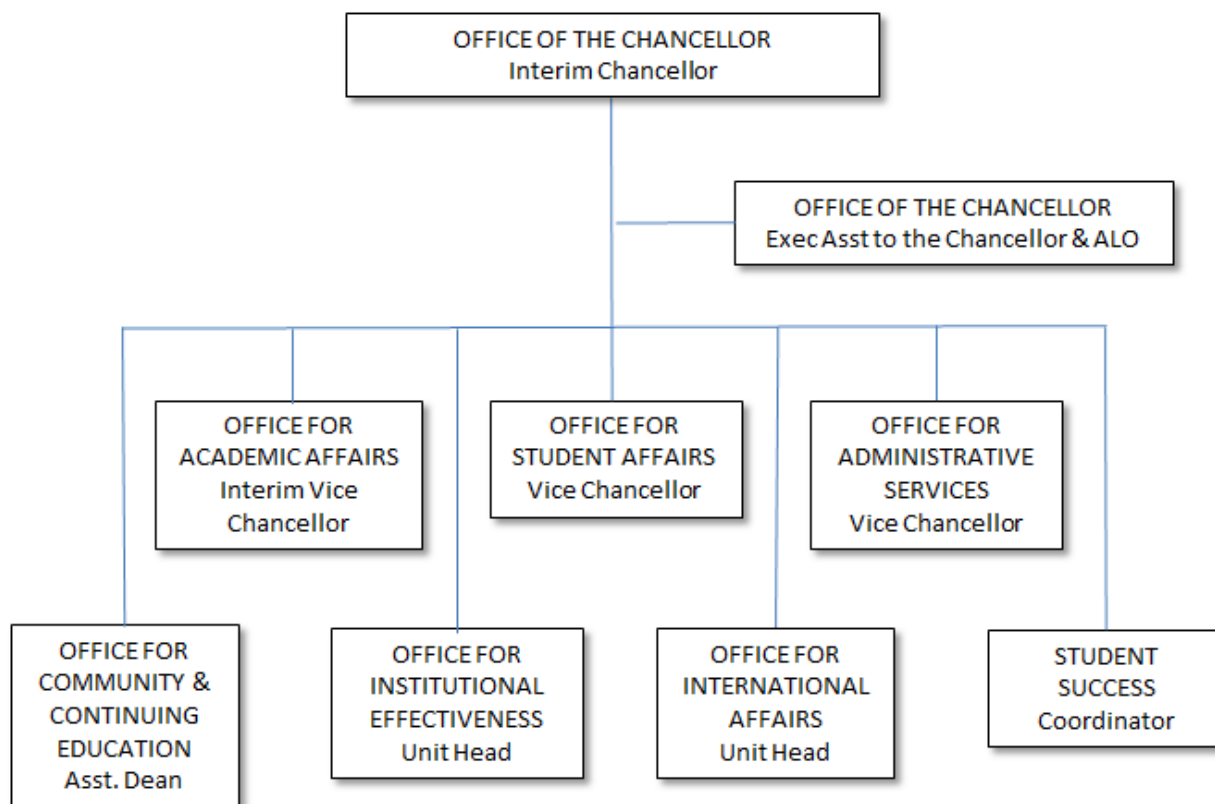 OFFICE OF THE CHANCELLOR
Interim Chancellor
OFFICE OF THE CHANCELLOR
Exec Asst to the Chancellor & ALO
OFFICE FOR
ACADEMIC AFFAIRS
Interim Vice
Chancellor
OFFICE FOR
STUDENT AFFAIRS
Vice Chancellor
OFFICE FOR
ADMINISTRATIVE
SERVICES
Vice Chancellor
OFFICE FOR
COMMUNITY &
CONTINUING
EDUCATION
Asst. Dean
OFFICE FOR
INSTITUTIONAL
EFFECTIVENESS
Unit Head
OFFICE FOR
INTERNATIONAL
AFFAIRS
Unit Head
STUDENT
SUCCESS
Coordinator